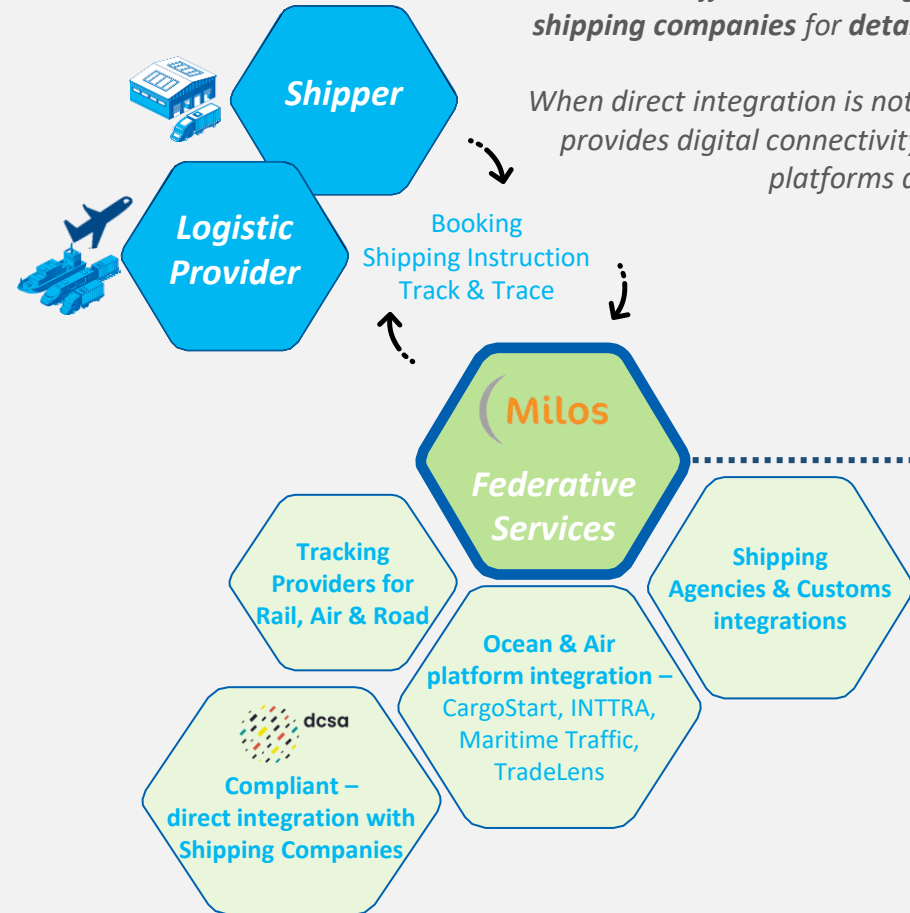 shipping companies for
Shipper
When direct integration is not
provides digital connectivity
platforms
Logistic
Provider
Booking
Shipping Instruction
Track & Trace
Milos
Federative
Services
Tracking
Providers for
Rail, Air & Road
Shipping
Agencies & Customs
integrations
Ocean & Air
platform integration –
CargoStart, INTTRA,
Maritime Traffic,
TradeLens
dcsa
Compliant –
direct integration with
Shipping Companies